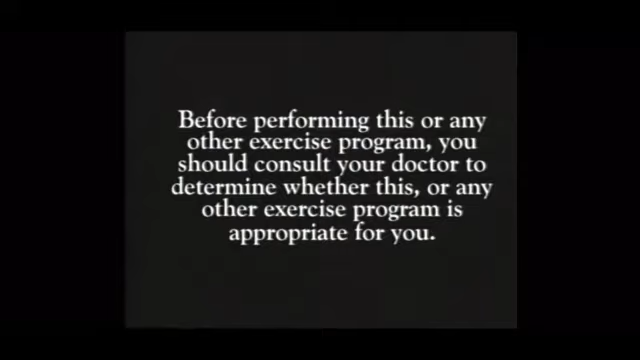 Before performing this or any
other exercise program, you
should consult your doctor to
determine whether this, or any
other exercise program is
appropriate for you.